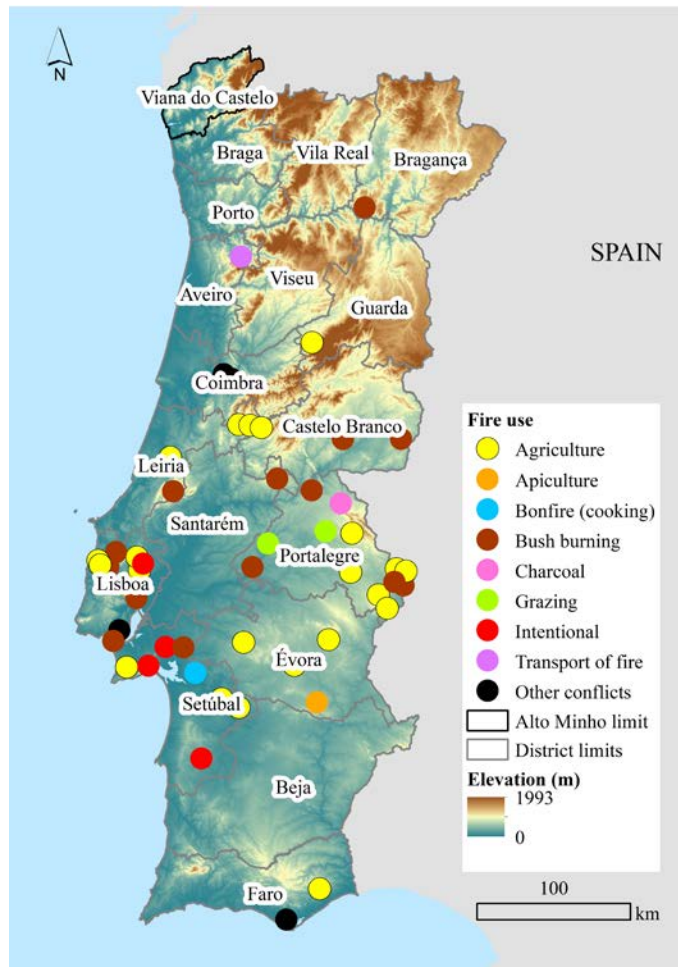 N
Viana do Castelo
Braga
Vila Real
Bragança
Porto
SPAIN
Viseu
Aveiro
Guarda
Coimbra
Castelo Branco
Leiria
Santarém
Portalegre
Lisboa
Évora
Setúbal
Beja
Faro
Fire use
Agriculture
Apiculture
Bonfire (cooking)
Bush burning
Charcoal
Grazing
Intentional
Transport of fire
Other conflicts
Alto Minho limit
District limits
Elevation (m)
1993
0
100
km